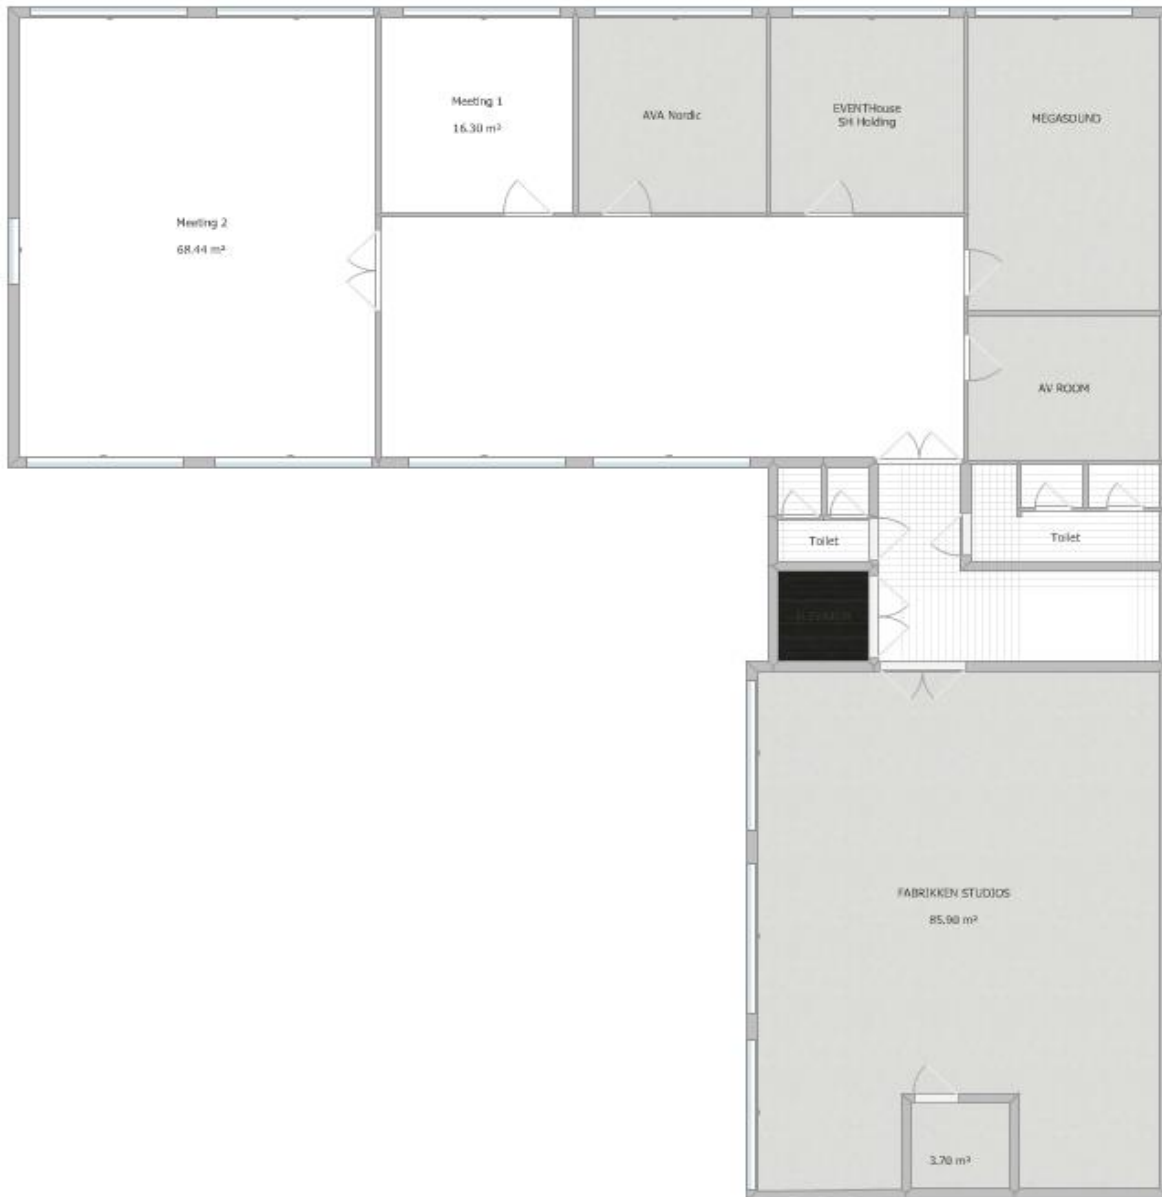 Meeting 1
16.30 m²
AVA Nordic
EVENTHouse
SH Holding
MEGASOUND
Meeting 2
68.44 m²
AV ROOM
Toilet
Toilet
FABRIKKEN STUDIOS
85.90 m²
3.70 m²